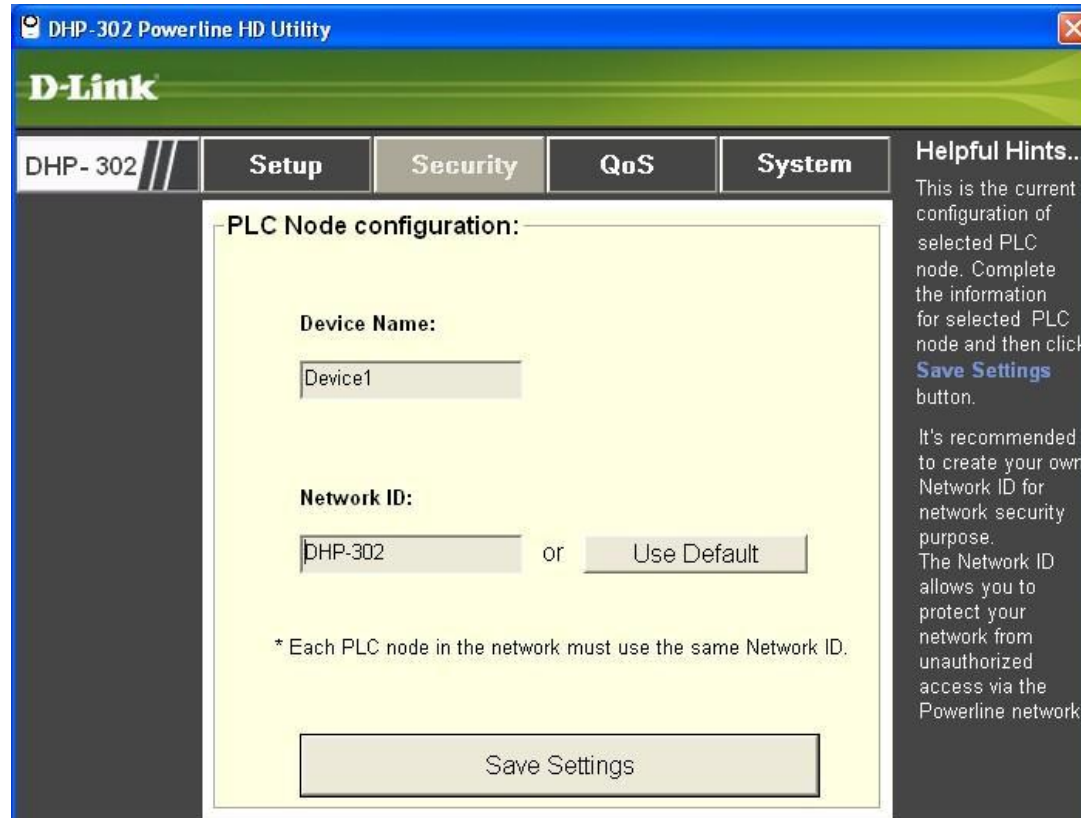 DHP-302 Powerline HD Utility
D-Link
DHP-302
Setup
Security
QoS
System
PLC Node configuration:
Device Name:
Device1
Network ID:
DHP-302
or
Use Default
* Each PLC node in the network must use the same Network ID.
Save Settings
Helpful Hints..
This is the current
configuration of
selected PLC
node. Complete
the information
for selected PLC
node and then click
Save Settings
button.
It's recommended
to create your own
Network ID for
network security
purpose.
The Network ID
allows you to
protect your
network from
unauthorized
access via the
Powerline network